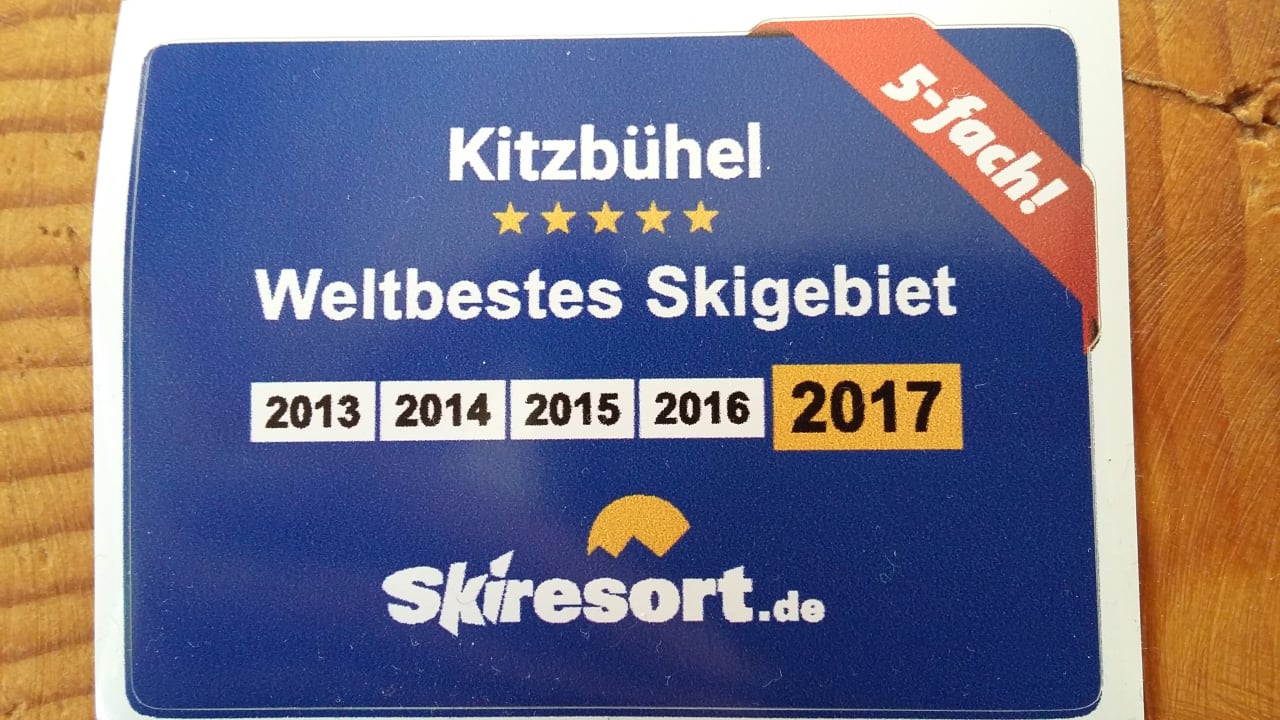 5-fach!
Kitzbühel
Weltbestes Skigebiet
2013 2014 2015 2016 2017
Skiresort.de